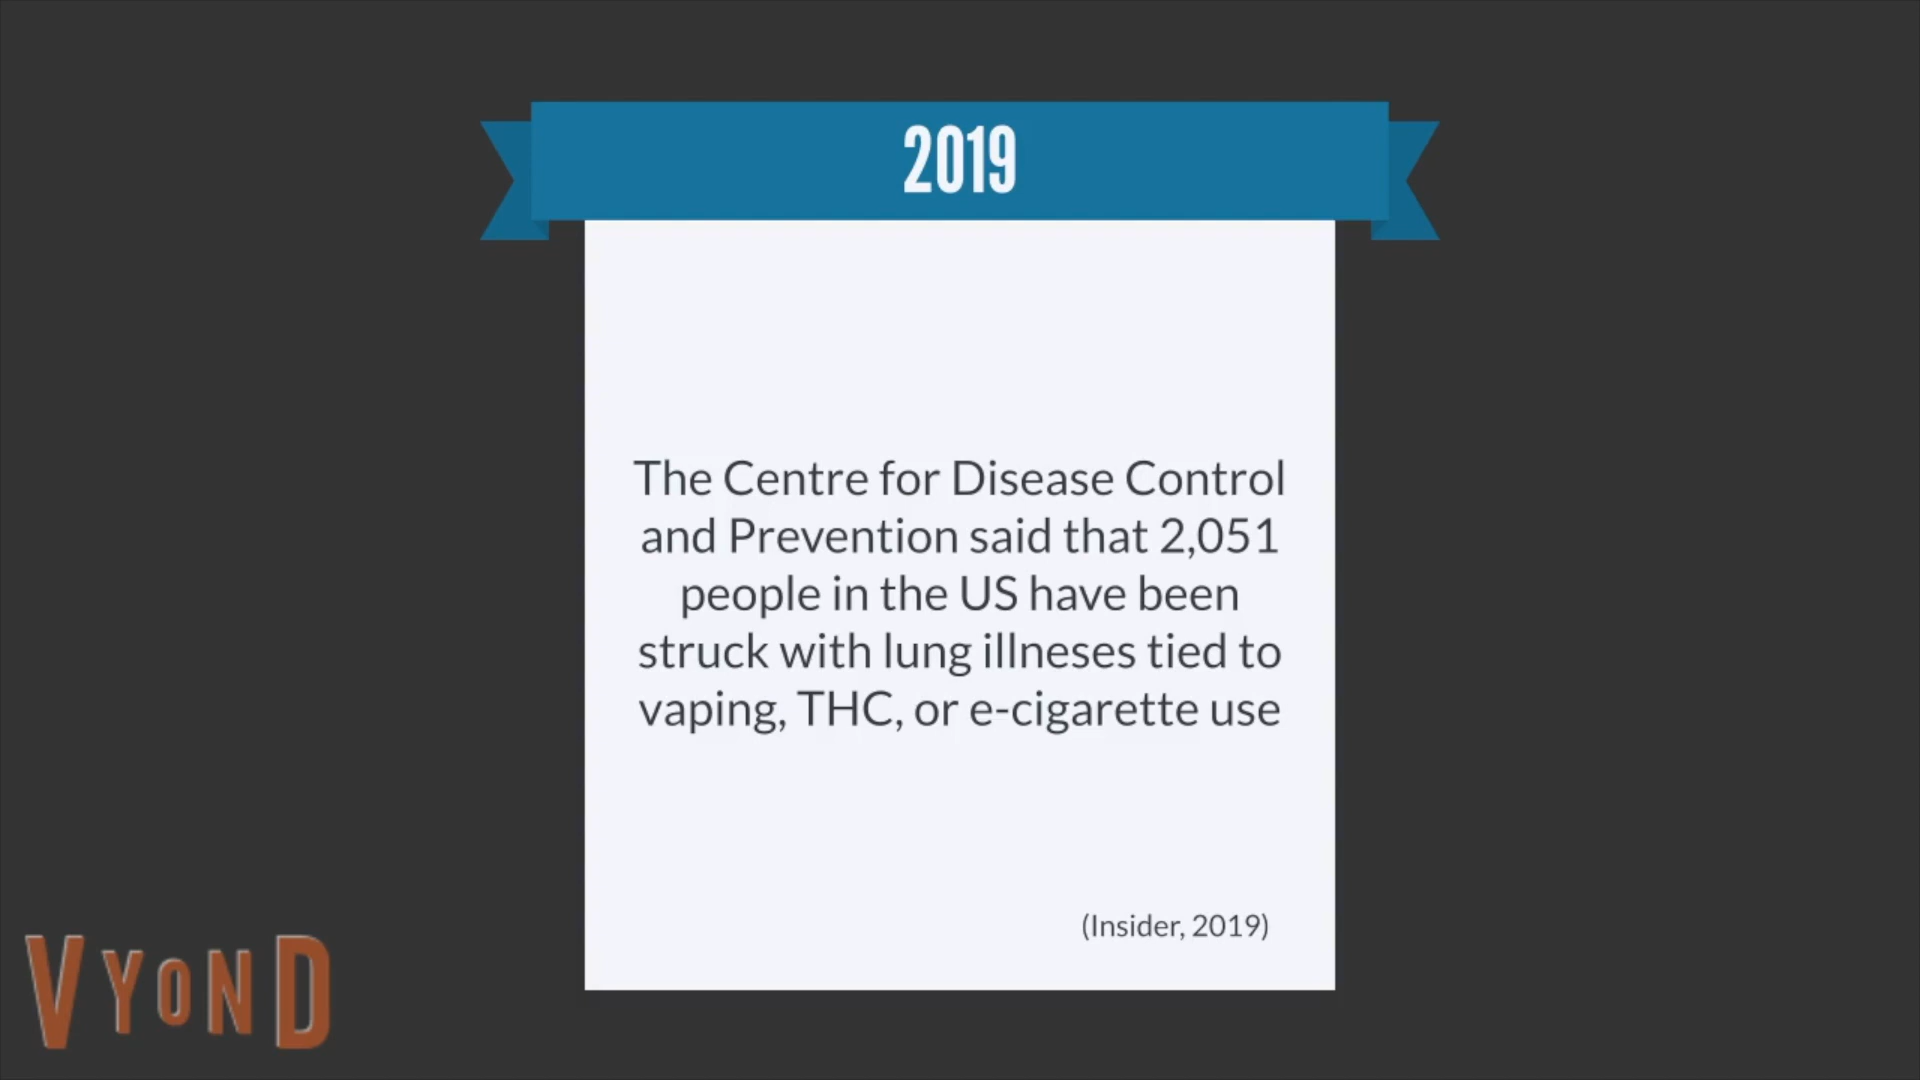 2019
The Centre for Disease Control
and Prevention said that 2,051
people in the US have been
struck with lung illneses tied to
vaping, THC, or e-cigarette use
(Insider, 2019)
VYOND